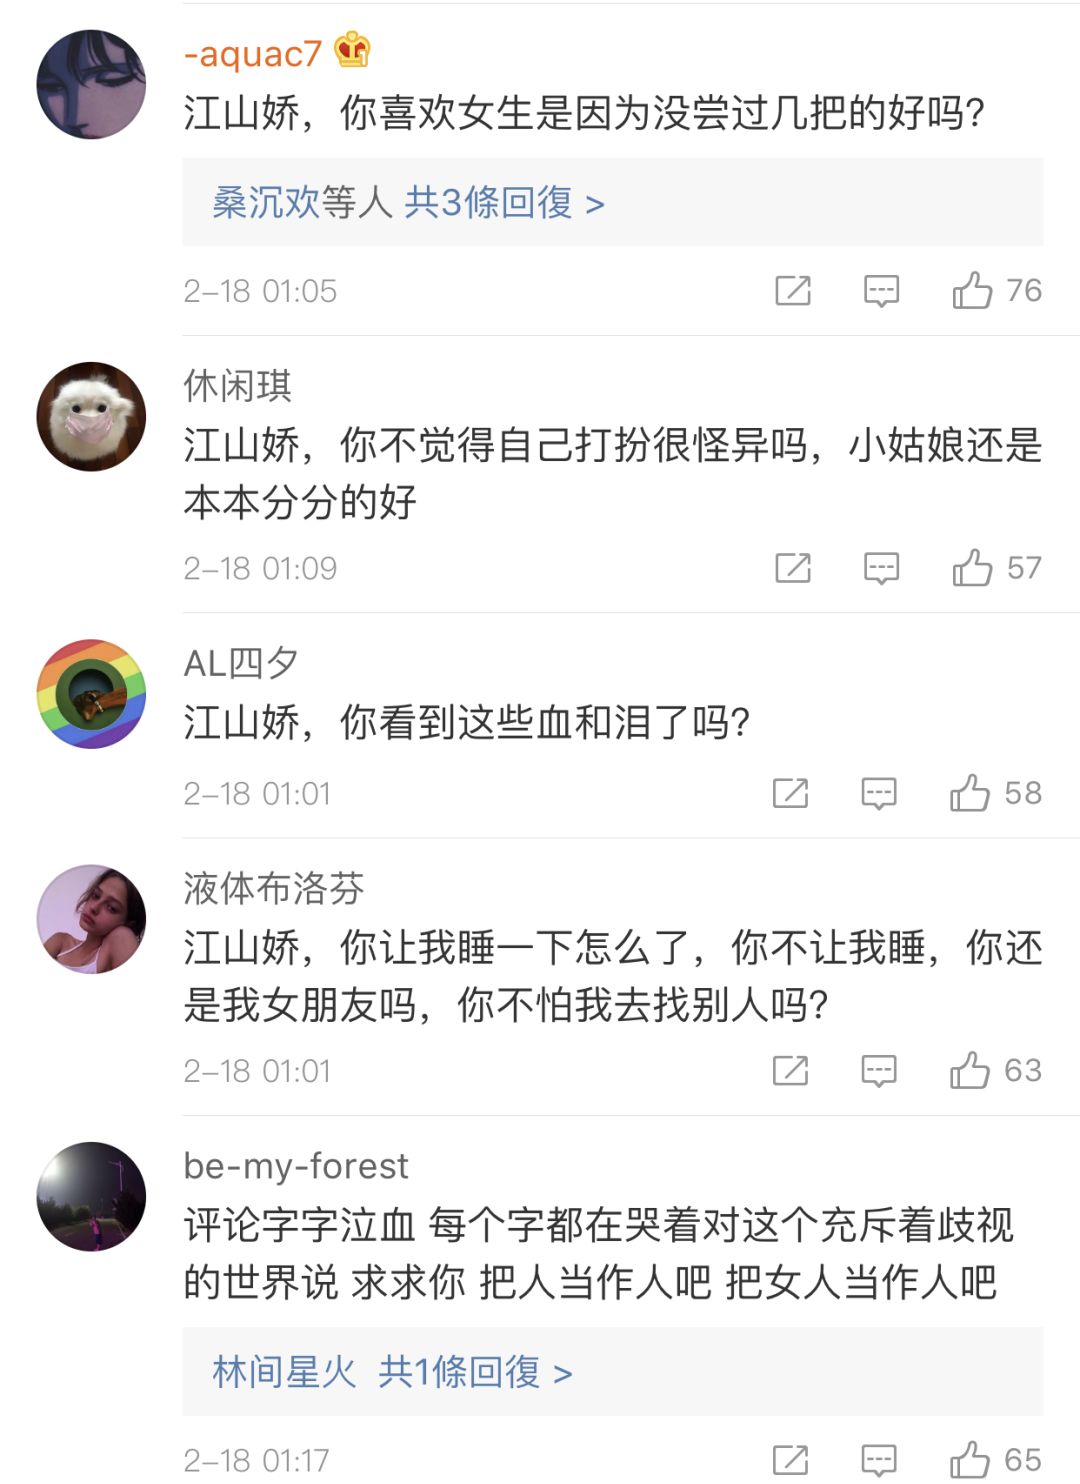 -aquac7
江山娇，你喜欢女生是因为没尝过几把的好吗?
桑沉欢等人 共3條回復 >
2-18 01:05
76
休闲琪
江山娇，你不觉得自己打扮很怪异吗，小姑娘还是
本本分分的好
2-18 01:09
57
AL四夕
江山娇，你看到这些血和泪了吗?
2-18 01:01
58
液体布洛芬
江山娇，你让我睡一下怎么了，你不让我睡，你还
是我女朋友吗，你不怕我去找别人吗?
2-18 01:01
63
be-my-forest
评论字字泣血 每个字都在哭着对这个充斥着歧视
的世界说 求求你 把人当作人吧 把女人当作人吧
林间星火 共1條回復 >
2-18 01:17
65